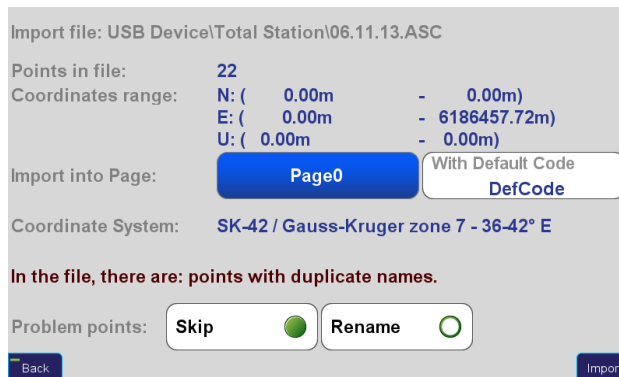 Import file: USB Device\Total Station\06.11.13.ASC
Points in file: 22
Coordinates range: N: ( 0.00m - 0.00m)
E: ( 0.00m - 6186457.72m)
U: ( 0.00m - 0.00m)
Import into Page: Page0 With Default Code
DefCode
Coordinate System: SK-42 / Gauss-Kruger zone 7 - 36-42° E
In the file, there are: points with duplicate names.
Problem points: Skip Rename
Back Impor